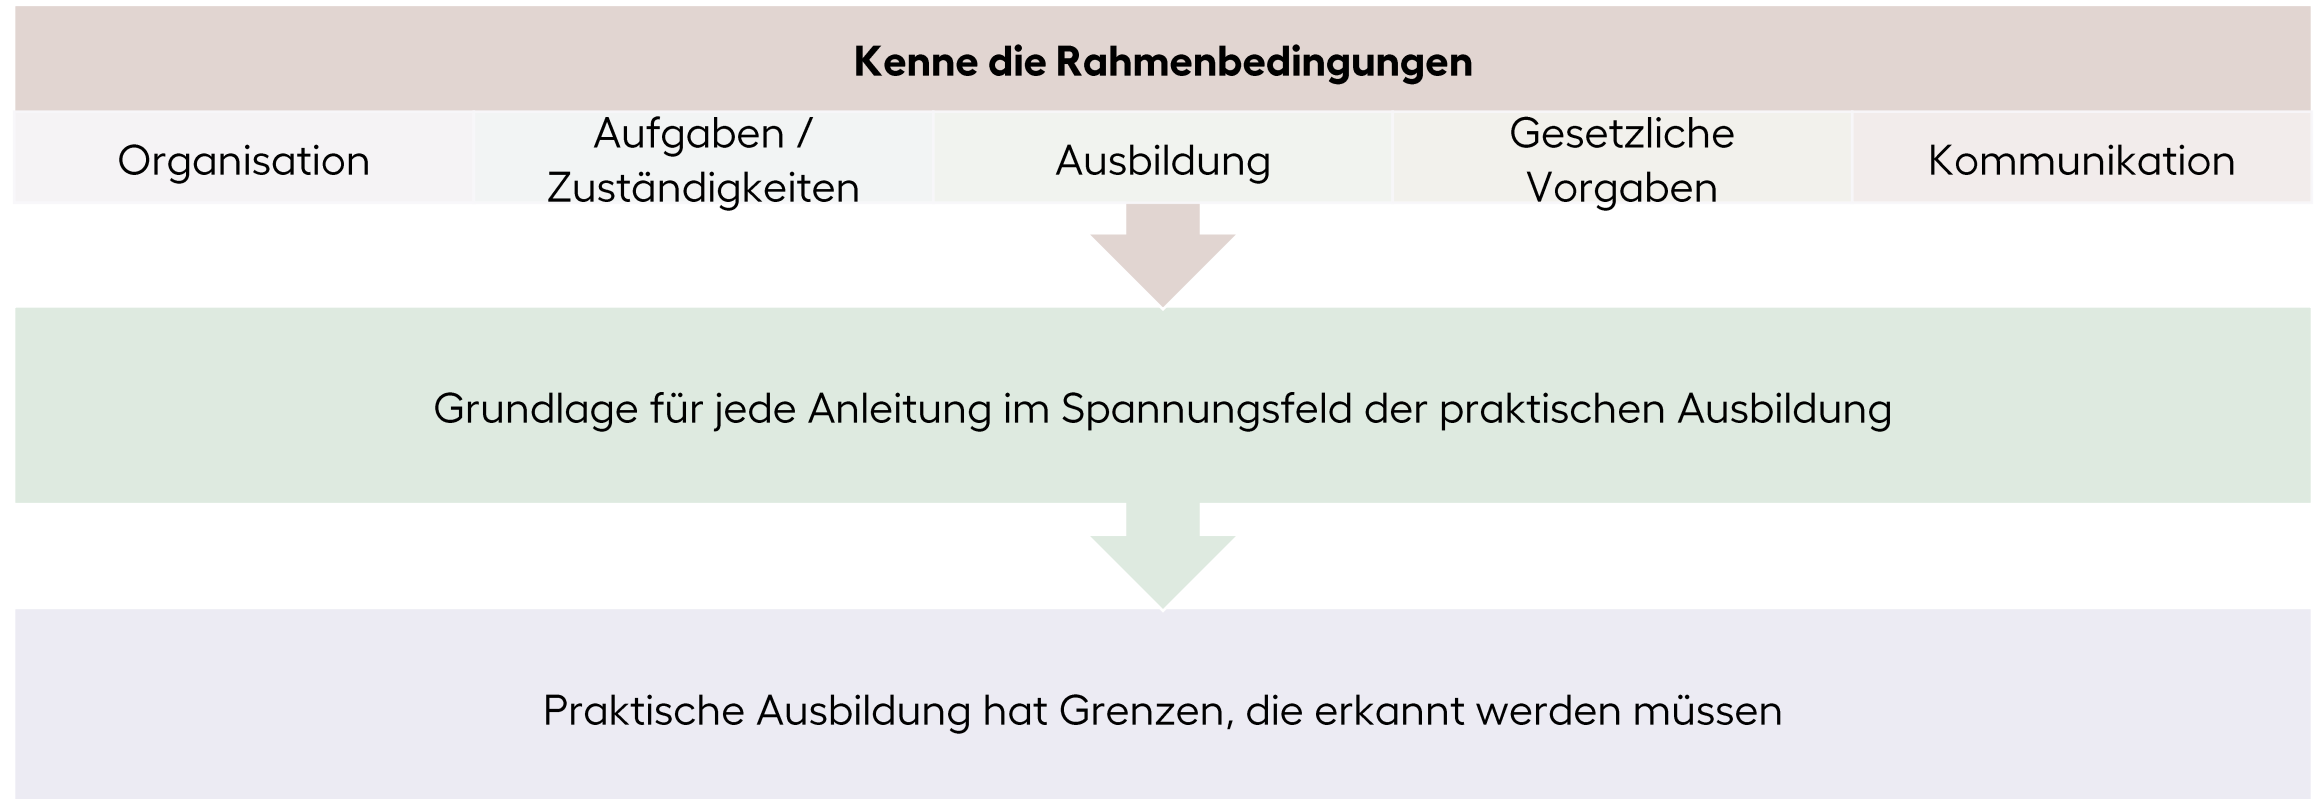 Kenne die Rahmenbedingungen
Organisation
Aufgaben /
Zuständigkeiten
Ausbildung
Gesetzliche
Vorgaben
Kommunikation
Grundlage für jede Anleitung im Spannungsfeld der praktischen Ausbildung
Praktische Ausbildung hat Grenzen, die erkannt werden müssen